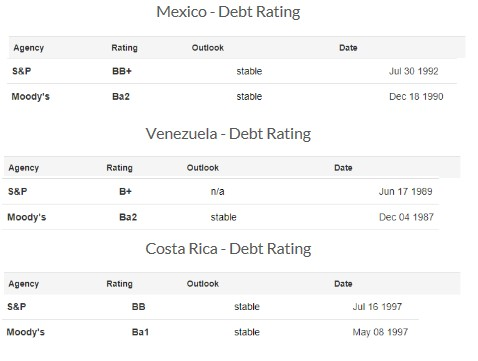 Mexico - Debt Rating
Agency Rating Outlook Date
S&P BB+ stable Jul 30 1992
Moody's Ba2 stable Dec 18 1990
Venezuela - Debt Rating
Agency Rating Outlook Date
S&P B+ n/a Jun 17 1989
Moody's Ba2 stable Dec 04 1987
Costa Rica - Debt Rating
Agency Rating Outlook Date
S&P BB stable Jul 16 1997
Moody's Ba1 stable May 08 1997